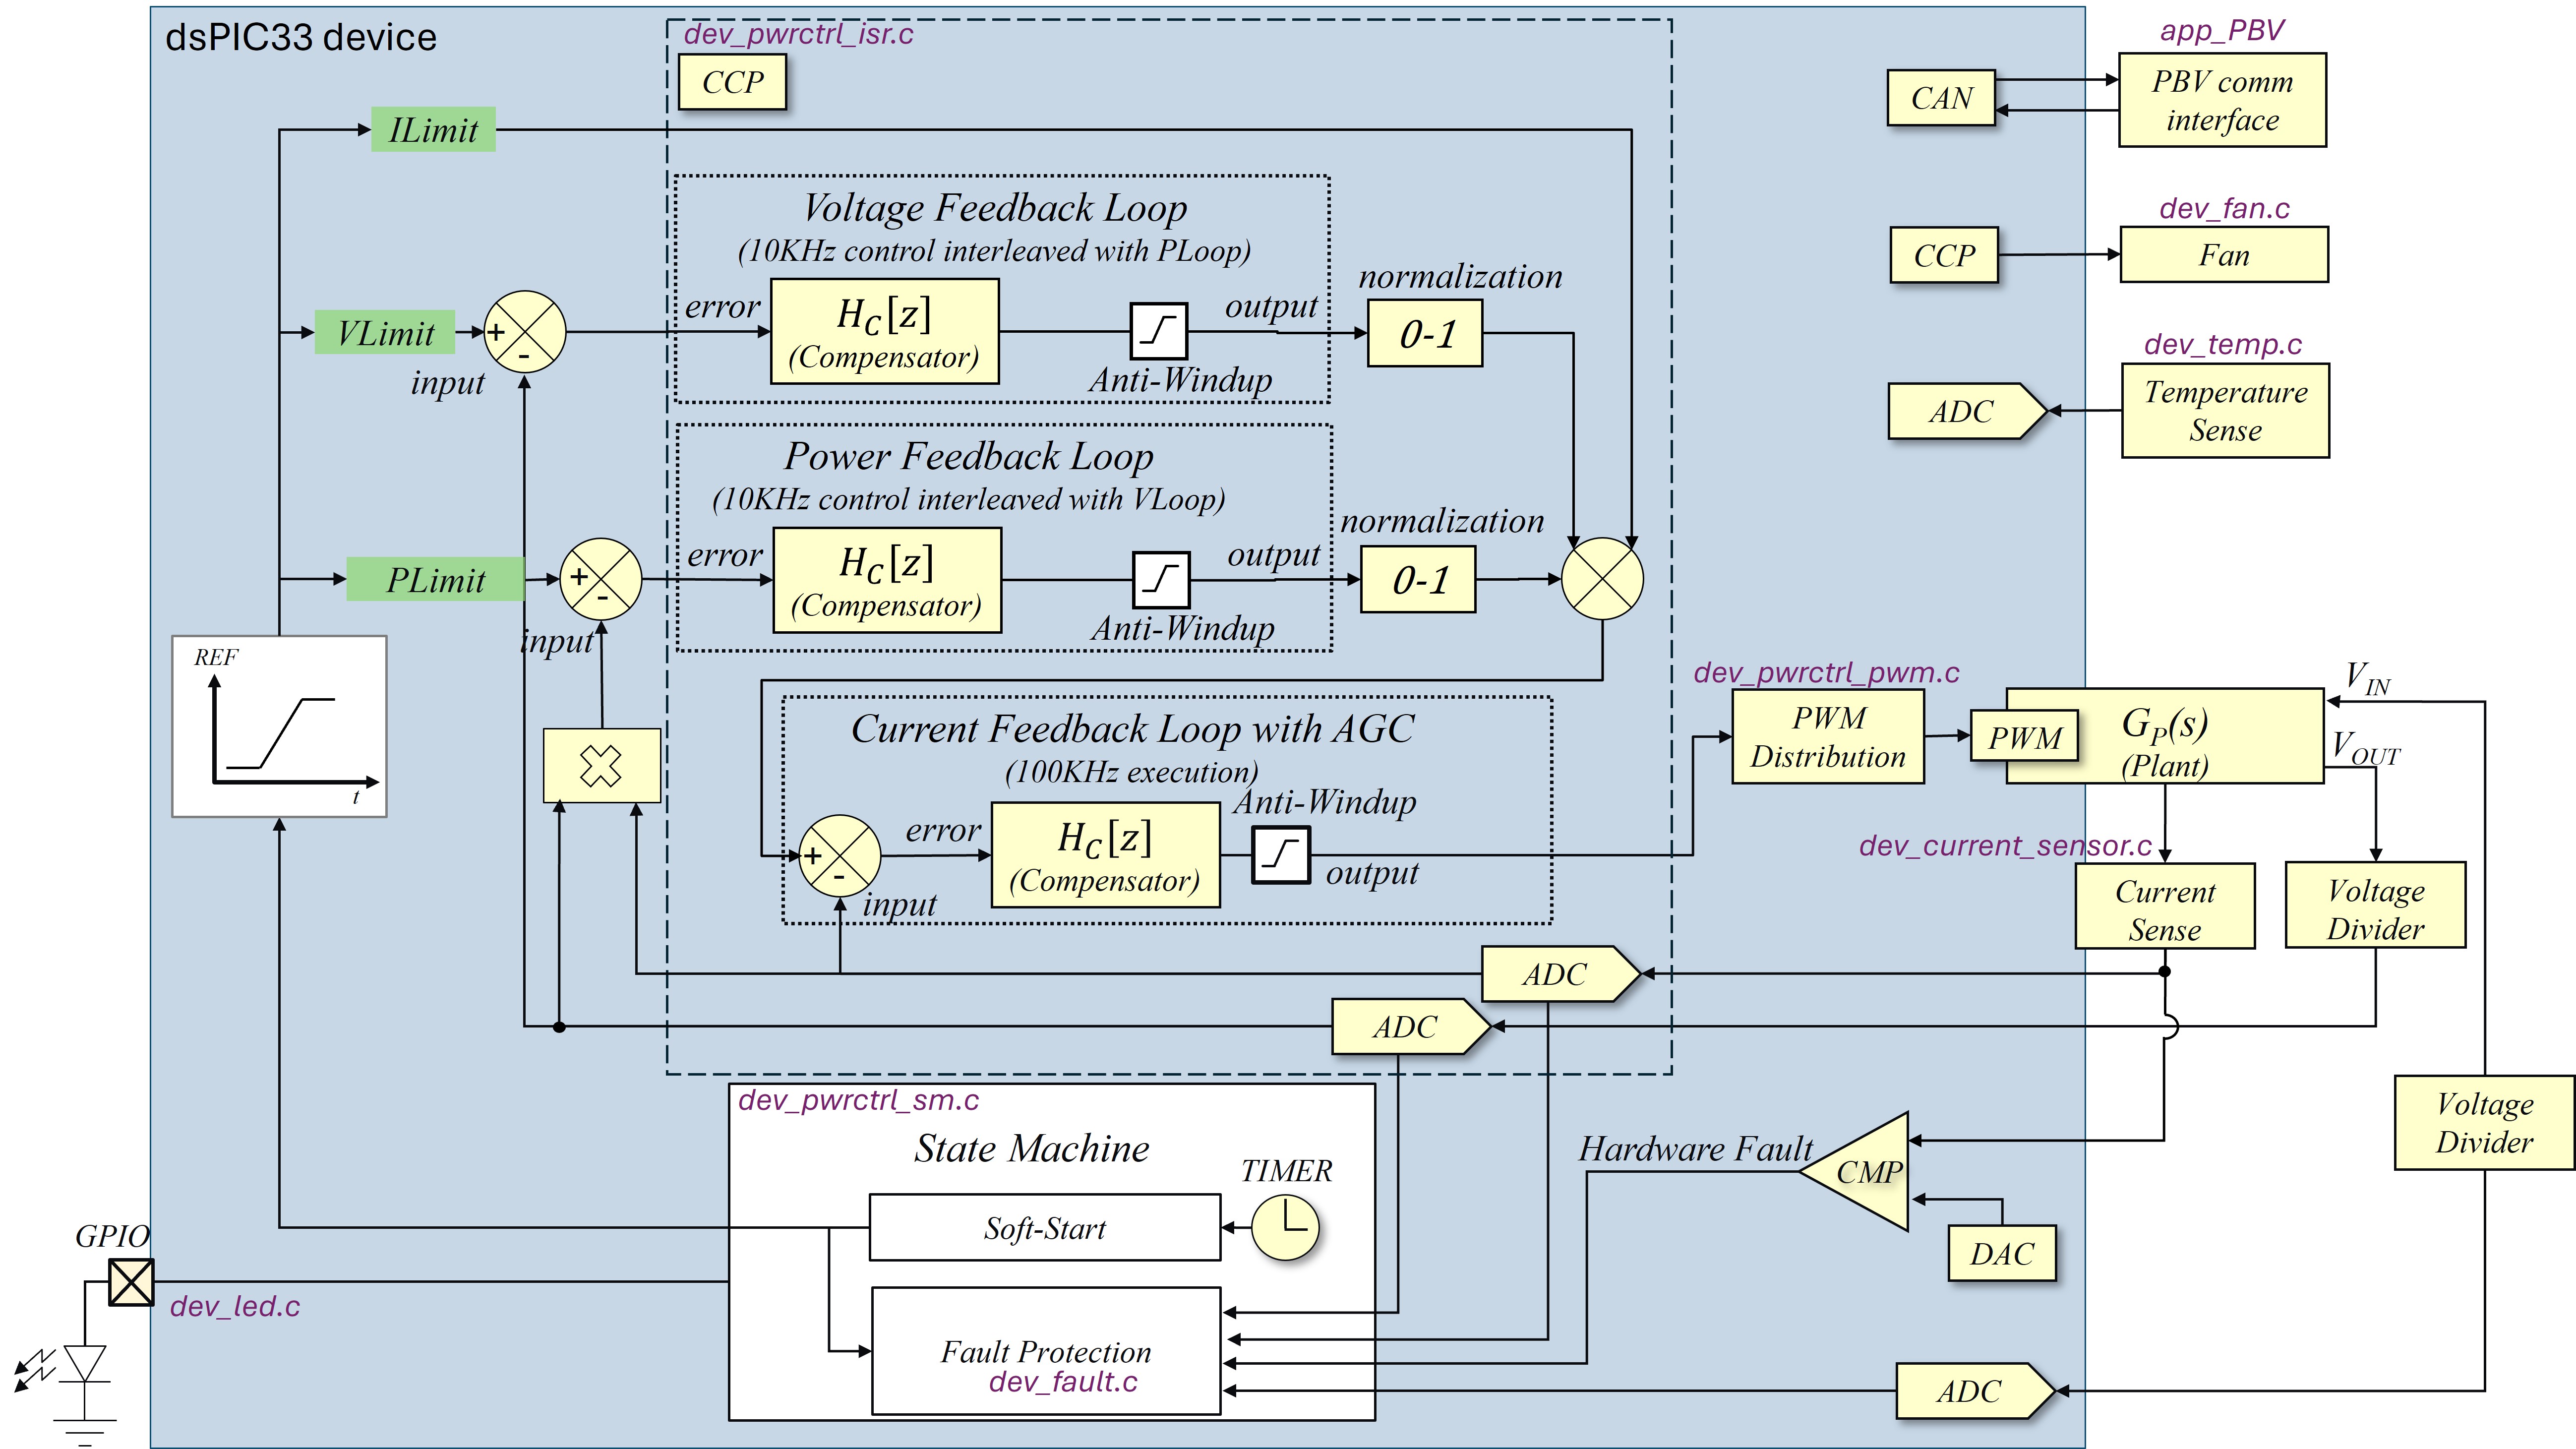 dsPIC33 device
dev_pwrctrl_isr.c
CCP
ILimit
Voltage Feedback Loop
(10KHz control interleaved with PLoop)
VLimit
+
-
input
error
H_C[z]
(Compensator)
Anti-Windup
output
normalization
0-1
Power Feedback Loop
(10KHz control interleaved with VLoop)
PLimit
+
-
input
error
H_C[z]
(Compensator)
Anti-Windup
output
normalization
0-1
REF
t
Current Feedback Loop with AGC
(100KHz execution)
+
-
input
error
H_C[z]
(Compensator)
Anti-Windup
output
ADC
ADC
dev_pwrctrl_pwm.c
PWM
Distribution
PWM
G_P(s)
(Plant)
V_IN
V_OUT
dev_current_sensor.c
Current
Sense
Voltage
Divider
Voltage
Divider
app_PBV
CAN
PBV comm
interface
dev_fan.c
CCP
Fan
dev_temp.c
ADC
Temperature
Sense
dev_pwrctrl_sm.c
State Machine
TIMER
Soft-Start
Fault Protection
dev_fault.c
Hardware Fault
CMP
DAC
ADC
GPIO
dev_led.c